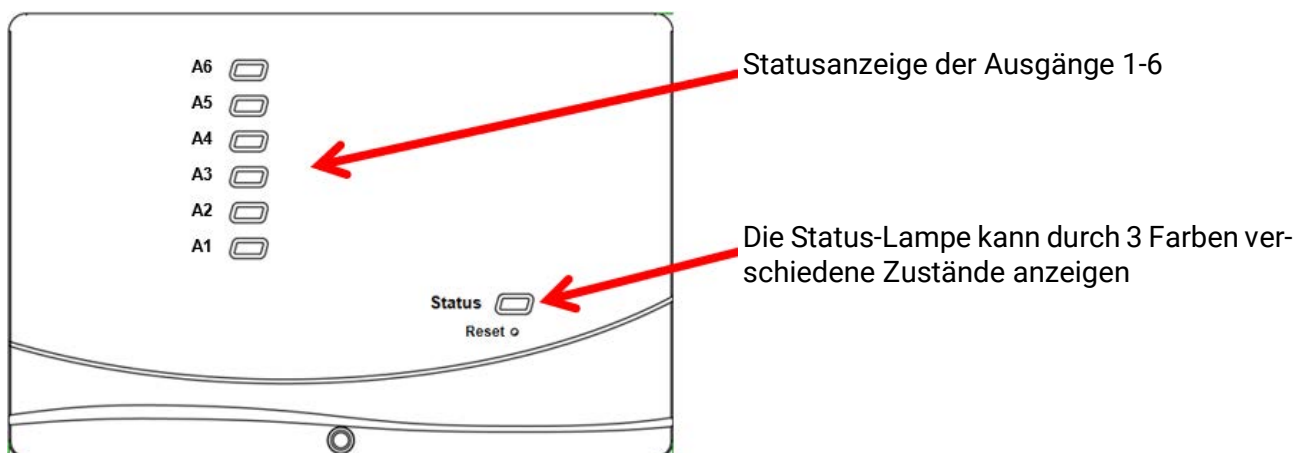 A6
A5
A4
A3
A2
A1
Status
Reset
Statusanzeige der Ausgänge 1-6
Die Status-Lampe kann durch 3 Farben ver-
schiedene Zustände anzeigen